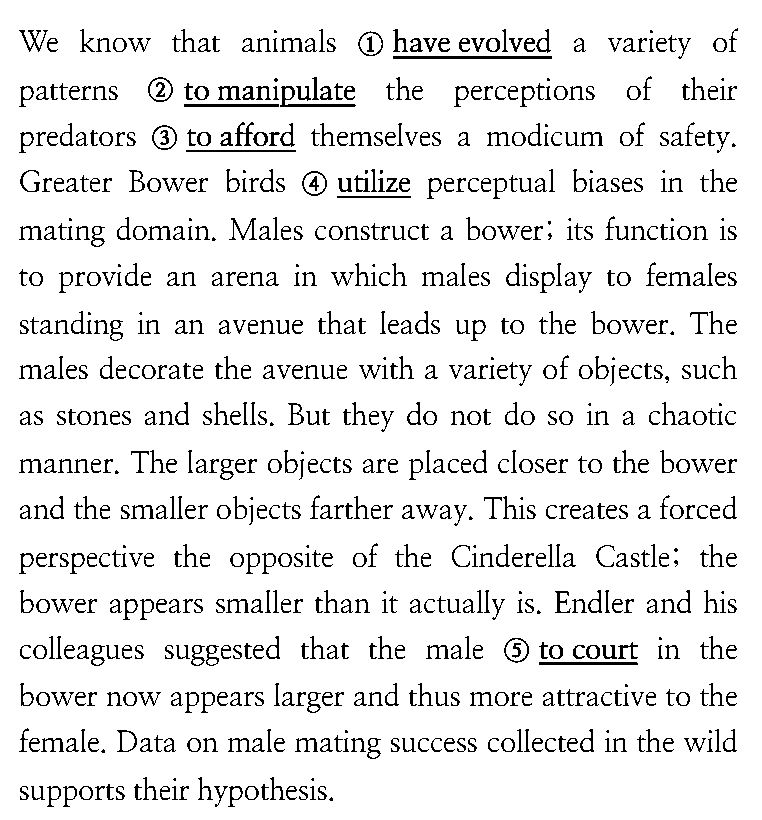 We know that animals ① have evolved a variety of
patterns ② to manipulate the perceptions of their
predators ③ to afford themselves a modicum of safety.
Greater Bower birds ④ utilize perceptual biases in the
mating domain. Males construct a bower; its function is
to provide an arena in which males display to females
standing in an avenue that leads up to the bower. The
males decorate the avenue with a variety of objects, such
as stones and shells. But they do not do so in a chaotic
manner. The larger objects are placed closer to the bower
and the smaller objects farther away. This creates a forced
perspective the opposite of the Cinderella Castle; the
bower appears smaller than it actually is. Endler and his
colleagues suggested that the male ⑤ to court in the
bower now appears larger and thus more attractive to the
female. Data on male mating success collected in the wild
supports their hypothesis.